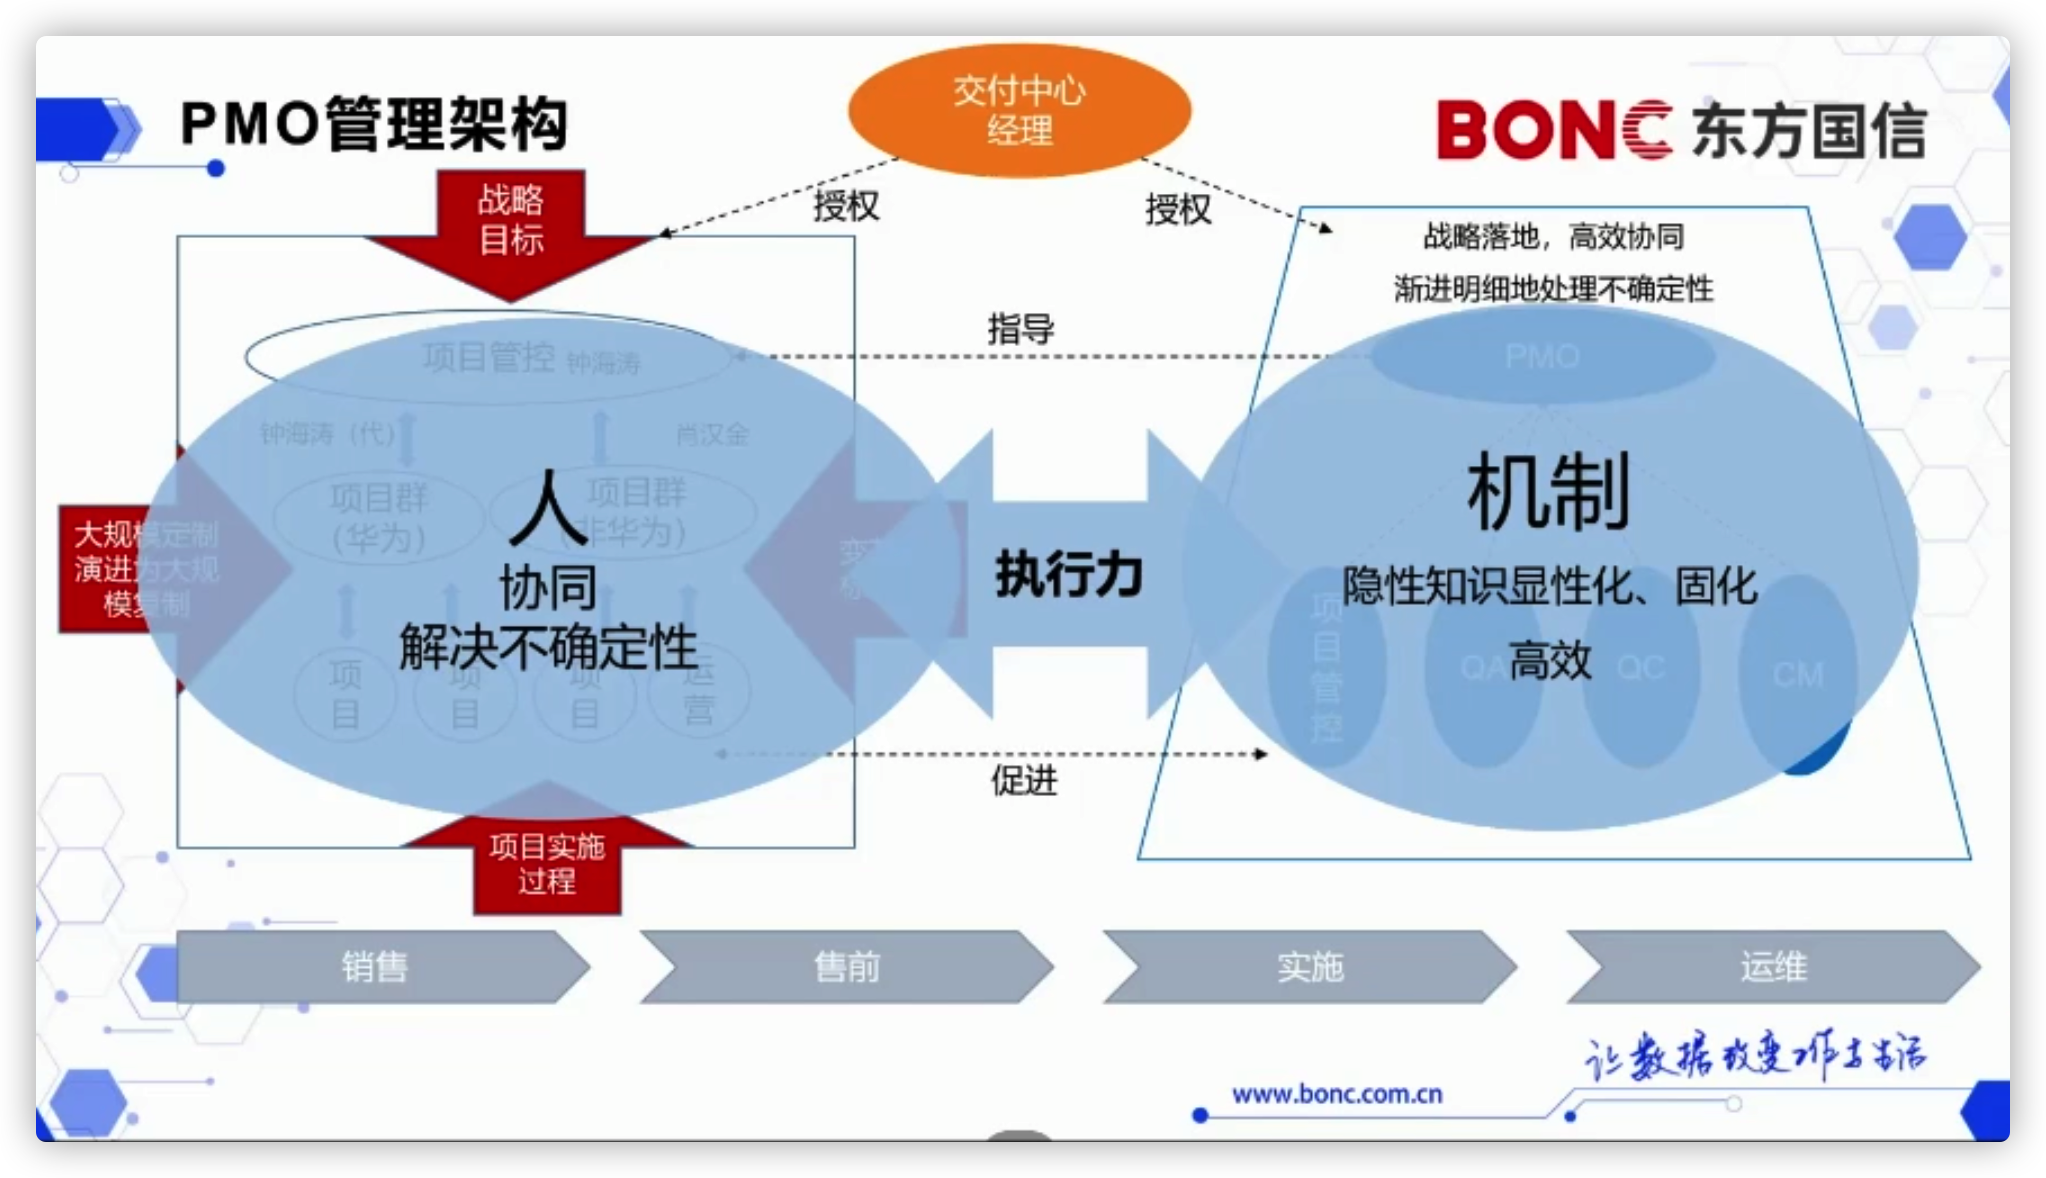 PMO管理架构
交付中心
经理
BONC 东方国信
战略
目标
授权
授权
战略落地，高效协同
渐进明细地处理不确定性
指导
项目管控 钟海涛
PMO
钟海涛（代）
肖汉金
项目群
（华为）
项目群
（非华为）
人
协同
解决不确定性
大规模定制
演进为大规
模复制
执行力
机制
隐性知识显性化、固化
高效
项
目
项
目
项
目
运
营
项
目
管
控
QA
QC
CM
促进
项目实施
过程
销售
售前
实施
运维
让数据改变工作与生活
www.bonc.com.cn